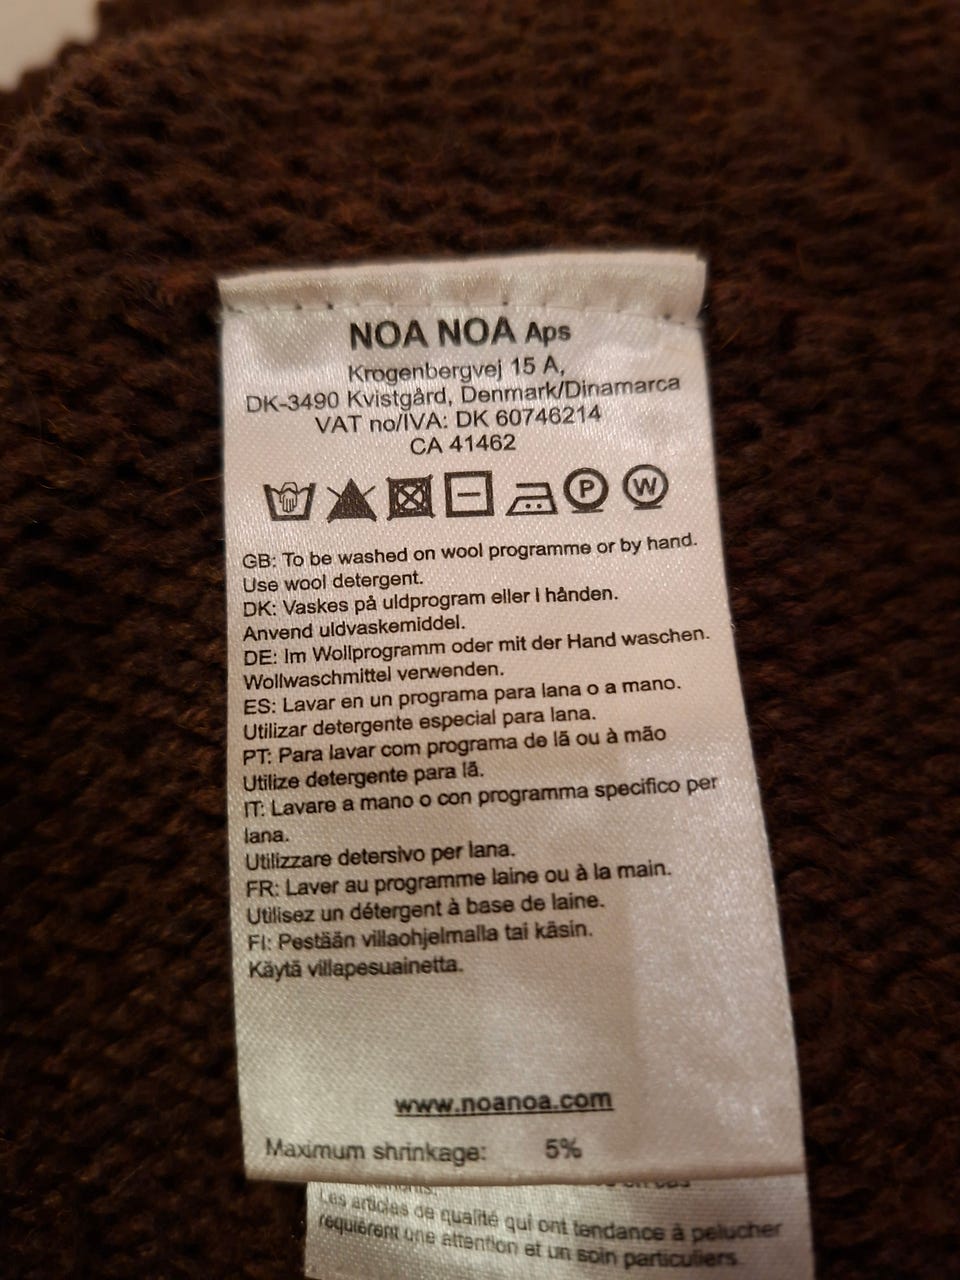 NOA NOA Aps
Krogenbergvej 15 A,
DK-3490 Kvistgård, Denmark/Dinamarca
VAT no/IVA: DK 60746214
CA 41462
P W
GB: To be washed on wool programme or by hand.
Use wool detergent.
DK: Vaskes på uldprogram eller I hånden.
Anvend uldvaskemiddel.
DE: Im Wollprogramm oder mit der Hand waschen.
Wollwaschmittel verwenden.
ES: Lavar en un programa para lana o a mano.
Utilizar detergente especial para lana.
PT: Para lavar com programa de lã ou à mão
Utilize detergente para lã.
IT: Lavare a mano o con programma specifico per
lana.
Utilizzare detersivo per lana.
FR: Laver au programme laine ou à la main.
Utilisez un détergent à base de laine.
FI: Pestään villaohjelmalla tai käsin.
Käytä villapesuainetta.
www.noanoa.com
Maximum shrinkage: 5%
Les articles de qualité qui ont tendance à pelucher
requièrent une attention et un soin particuliers.